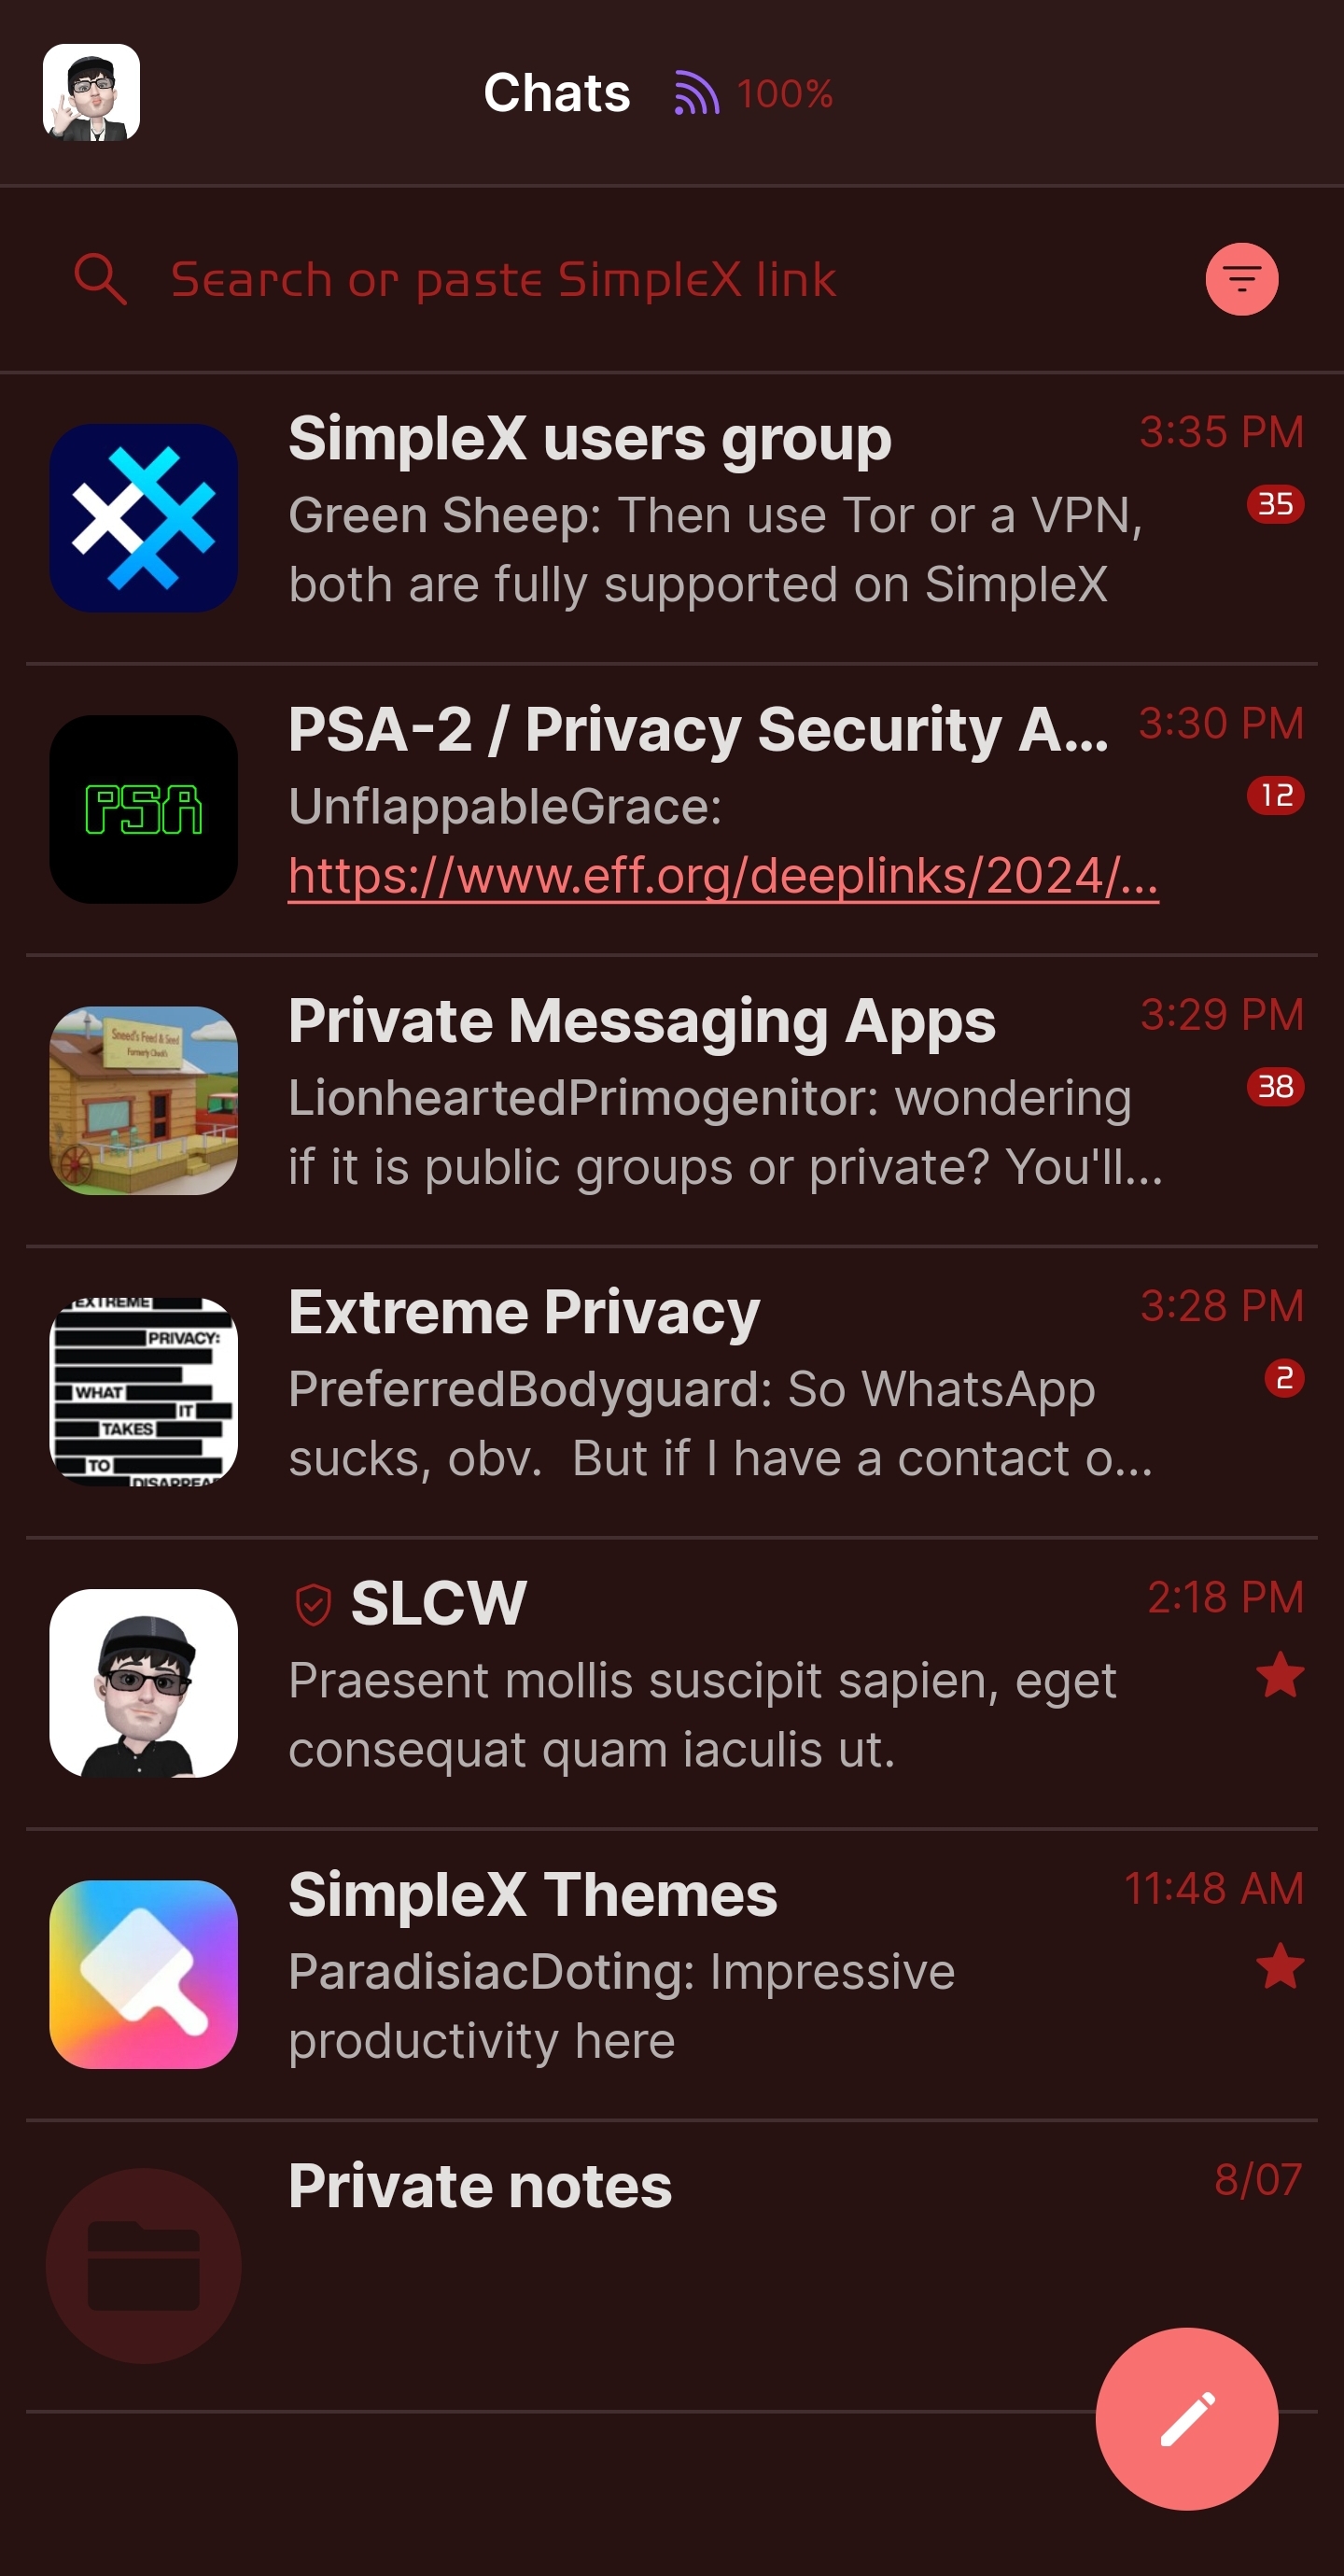 Chats 100%
Search or paste SimpleX link
SimpleX users group 3:35 PM
Green Sheep: Then use Tor or a VPN, 35
both are fully supported on SimpleX
PSA
PSA-2 / Privacy Security A... 3:30 PM
UnflappableGrace: 12
https://www.eff.org/deeplinks/2024/...
Sneed's Feed & Seed
Formerly Chuck's
Private Messaging Apps 3:29 PM
LionheartedPrimogenitor: wondering 38
if it is public groups or private? You'll...
EXTREME
PRIVACY:
WHAT
IT
TAKES
TO
DISAPPEAR
Extreme Privacy 3:28 PM
PreferredBodyguard: So WhatsApp 2
sucks, obv.  But if I have a contact o...
SLCW 2:18 PM
Praesent mollis suscipit sapien, eget
consequat quam iaculis ut.
SimpleX Themes 11:48 AM
ParadisiacDoting: Impressive
productivity here
Private notes 8/07